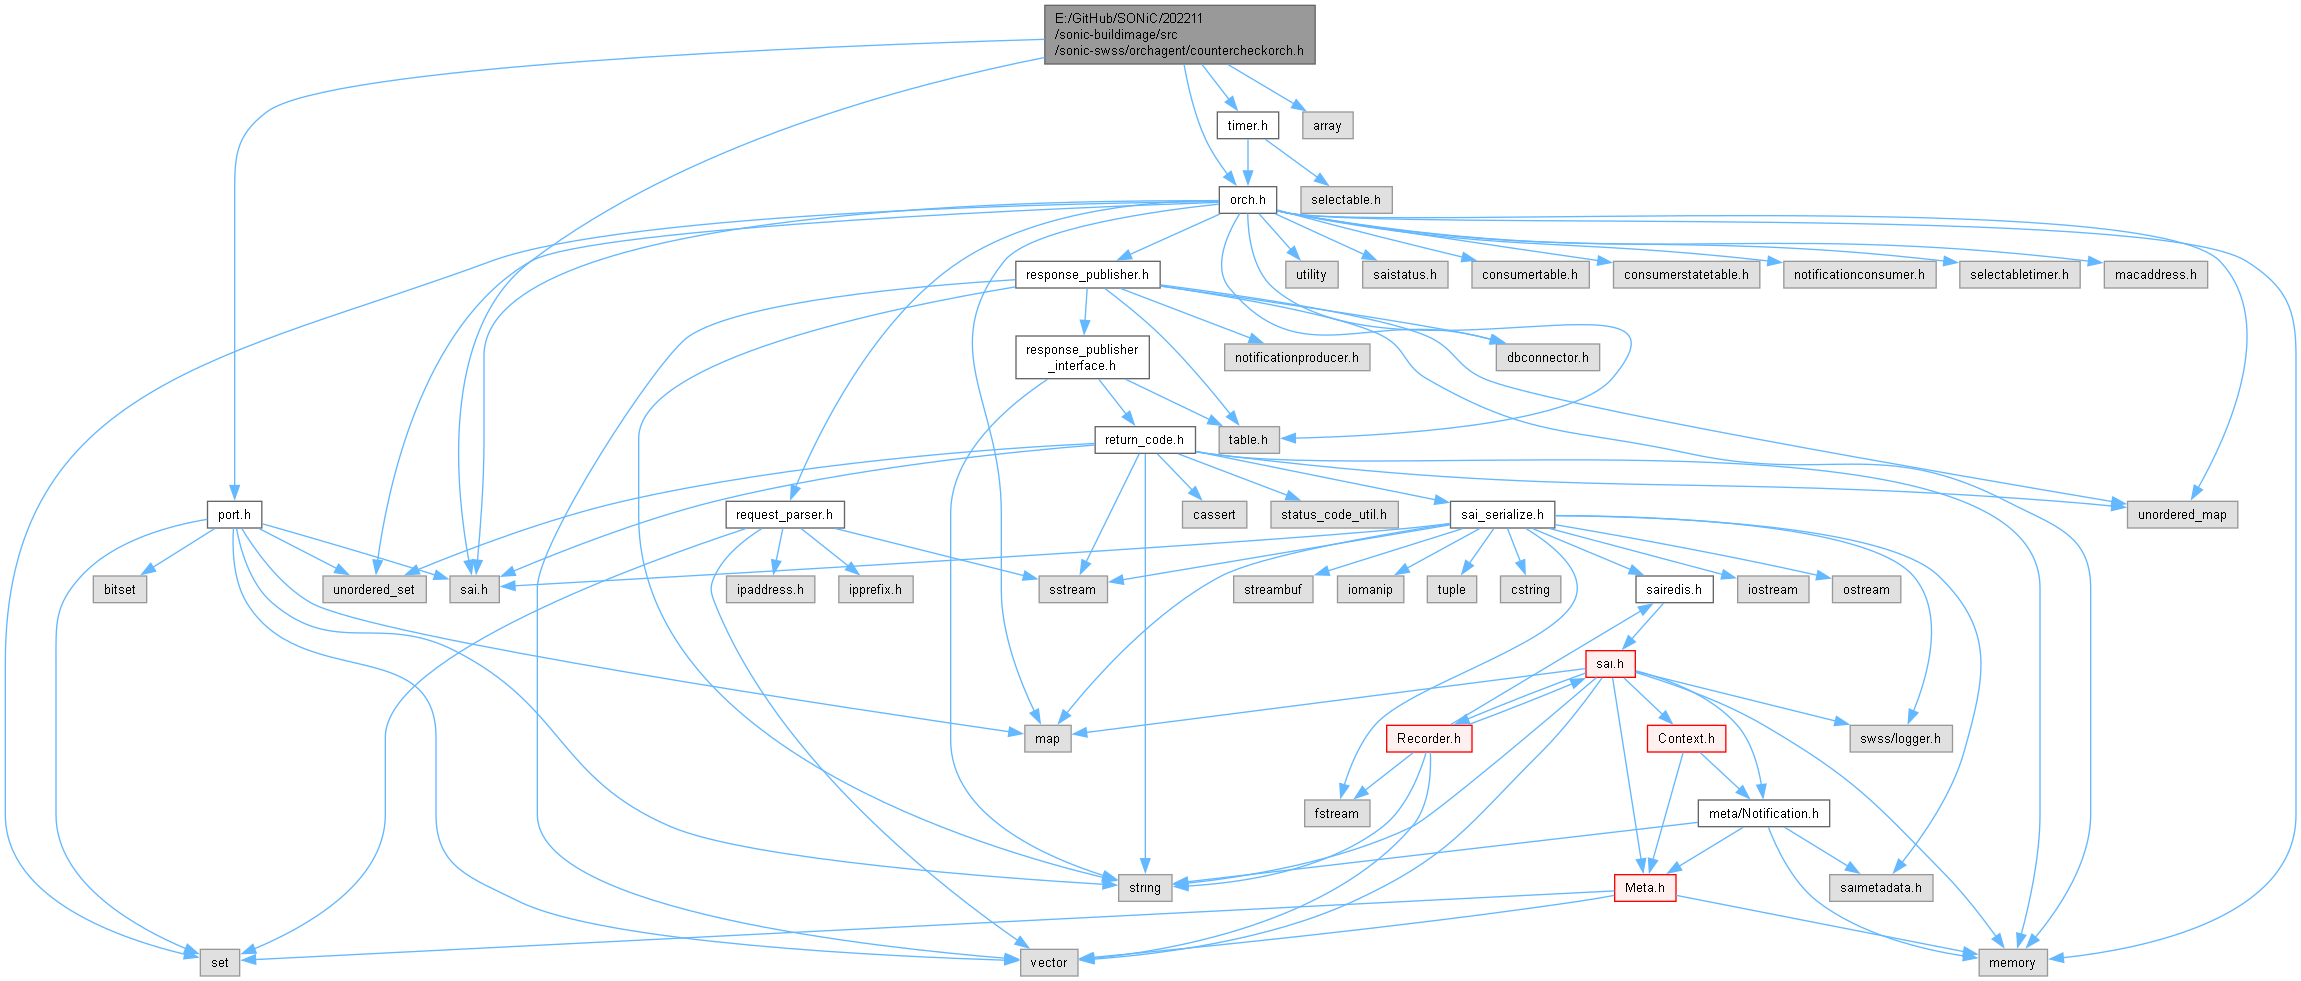 E:/GitHub/SONiC/202211
/sonic-buildimage/src
/sonic-swss/orchagent/countercheckorch.h
timer.h
array
orch.h
selectable.h
response_publisher.h
utility
saistatus.h
consumertable.h
consumerstatetable.h
notificationconsumer.h
selectabletimer.h
macaddress.h
response_publisher
_interface.h
notificationproducer.h
dbconnector.h
return_code.h
table.h
port.h
request_parser.h
cassert
status_code_util.h
sai_serialize.h
unordered_map
bitset
unordered_set
sai.h
ipaddress.h
ipprefix.h
sstream
streambuf
iomanip
tuple
cstring
sairedis.h
iostream
ostream
sai.h
map
Recorder.h
Context.h
swss/logger.h
fstream
meta/Notification.h
string
Meta.h
saimetadata.h
set
vector
memory